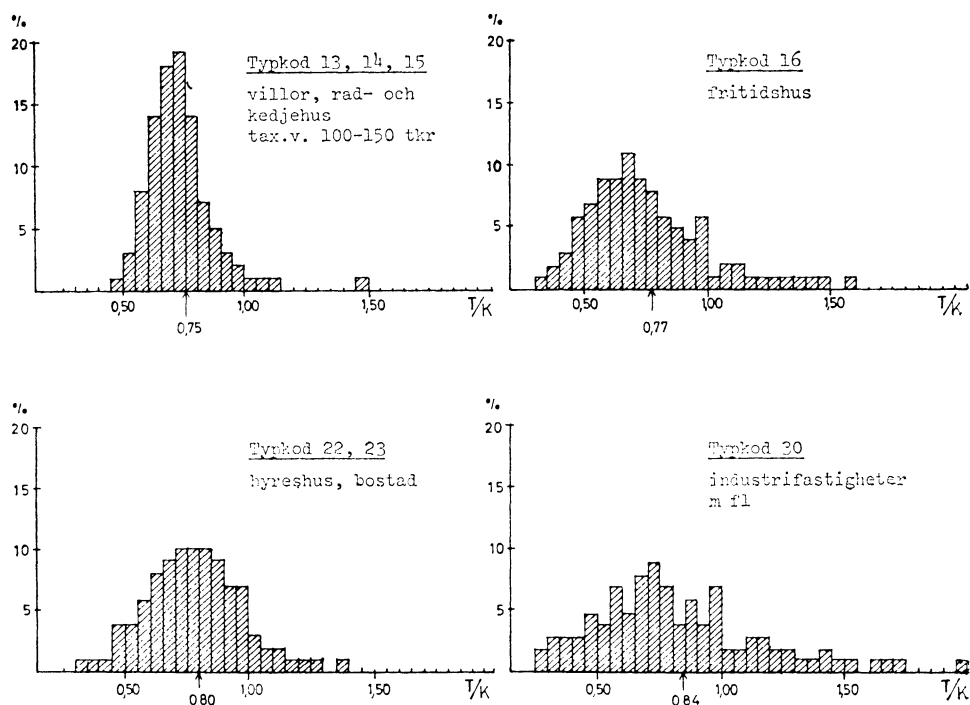 %
20
15
10
5
Typkod 13, 14, 15
villor, rad- och
kedjehus
tax.v. 100-150 tkr
0,50
1,00
1,50
T/K
0,75
%
20
15
10
5
Typkod 16
fritidshus
0,50
1,00
1,50
T/K
0,77
%
20
15
10
5
Typkod 22, 23
hyreshus, bostad
0,50
1,00
1,50
T/K
0,80
%
20
15
10
5
Typkod 30
industrifastigheter
m fl
0,50
1,00
1,50
T/K
0,84